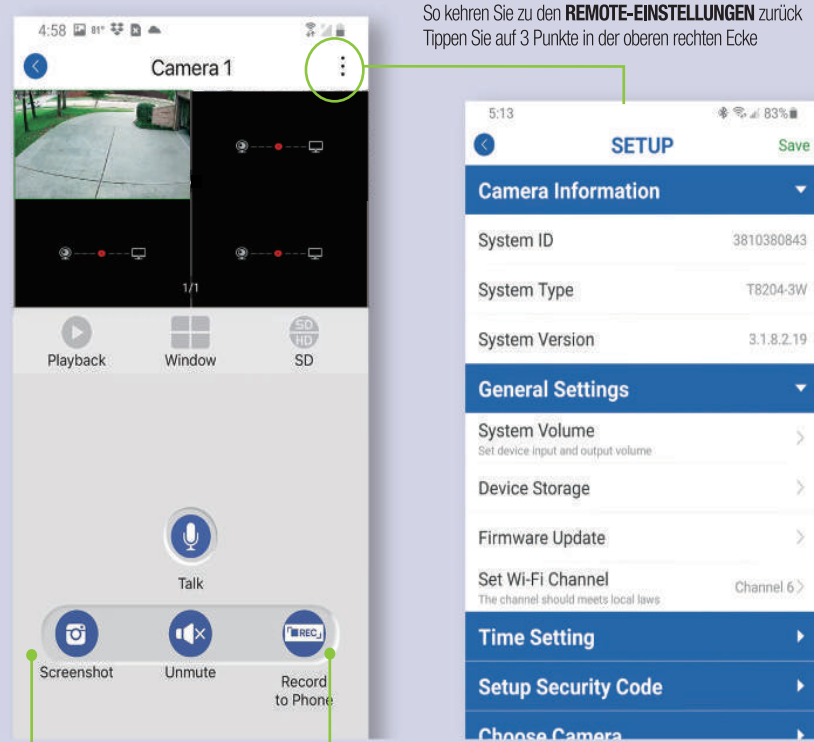 So kehren Sie zu den REMOTE-EINSTELLUNGEN zurück
Tippen Sie auf 3 Punkte in der oberen rechten Ecke
4:58 81°
Camera 1
1/1
Playback
Window
SD
HD
SD
Talk
REC
Screenshot
Unmute
Record
to Phone
5:13 83%
SETUP Save
Camera Information
System ID 3810380843
System Type T8204-3W
System Version 3.1.8.2.19
General Settings
System Volume
Set device input and output volume
Device Storage
Firmware Update
Set Wi-Fi Channel Channel 6
The channel should meets local laws
Time Setting
Setup Security Code
Choose Camera